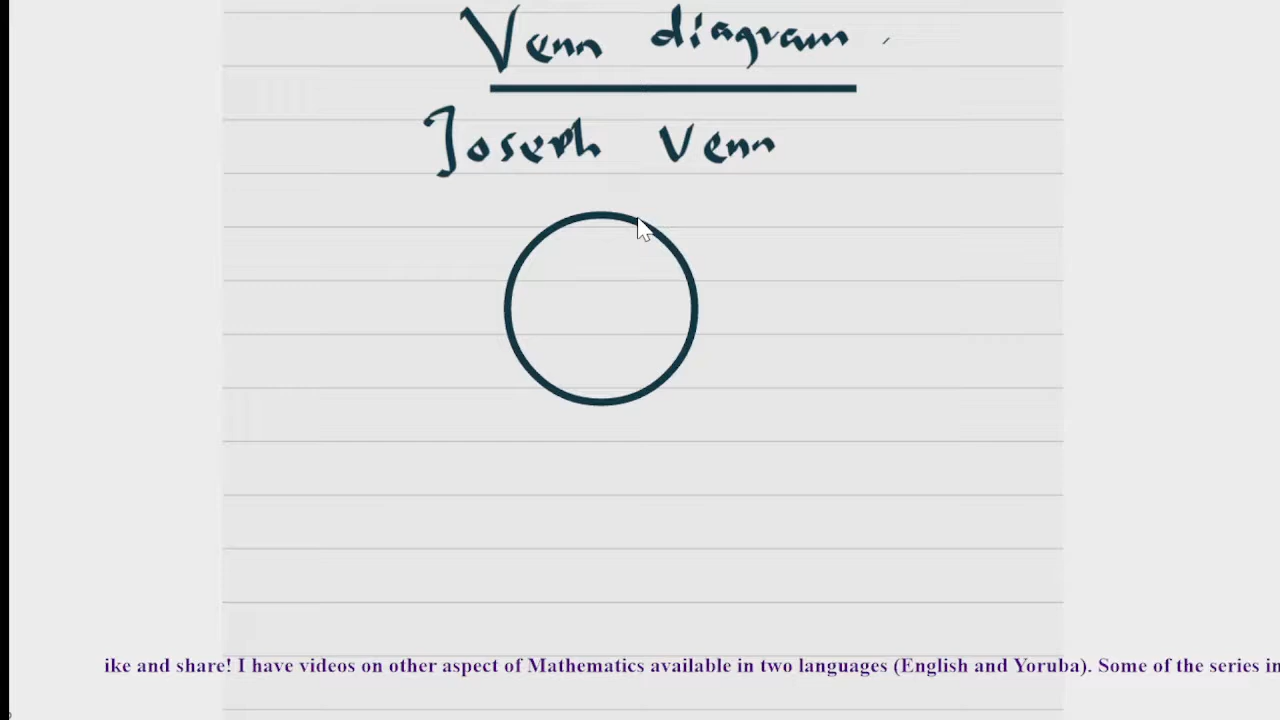 Venn diagram
Joseph Venn
ike and share! I have videos on other aspect of Mathematics available in two languages (English and Yoruba). Some of the series in